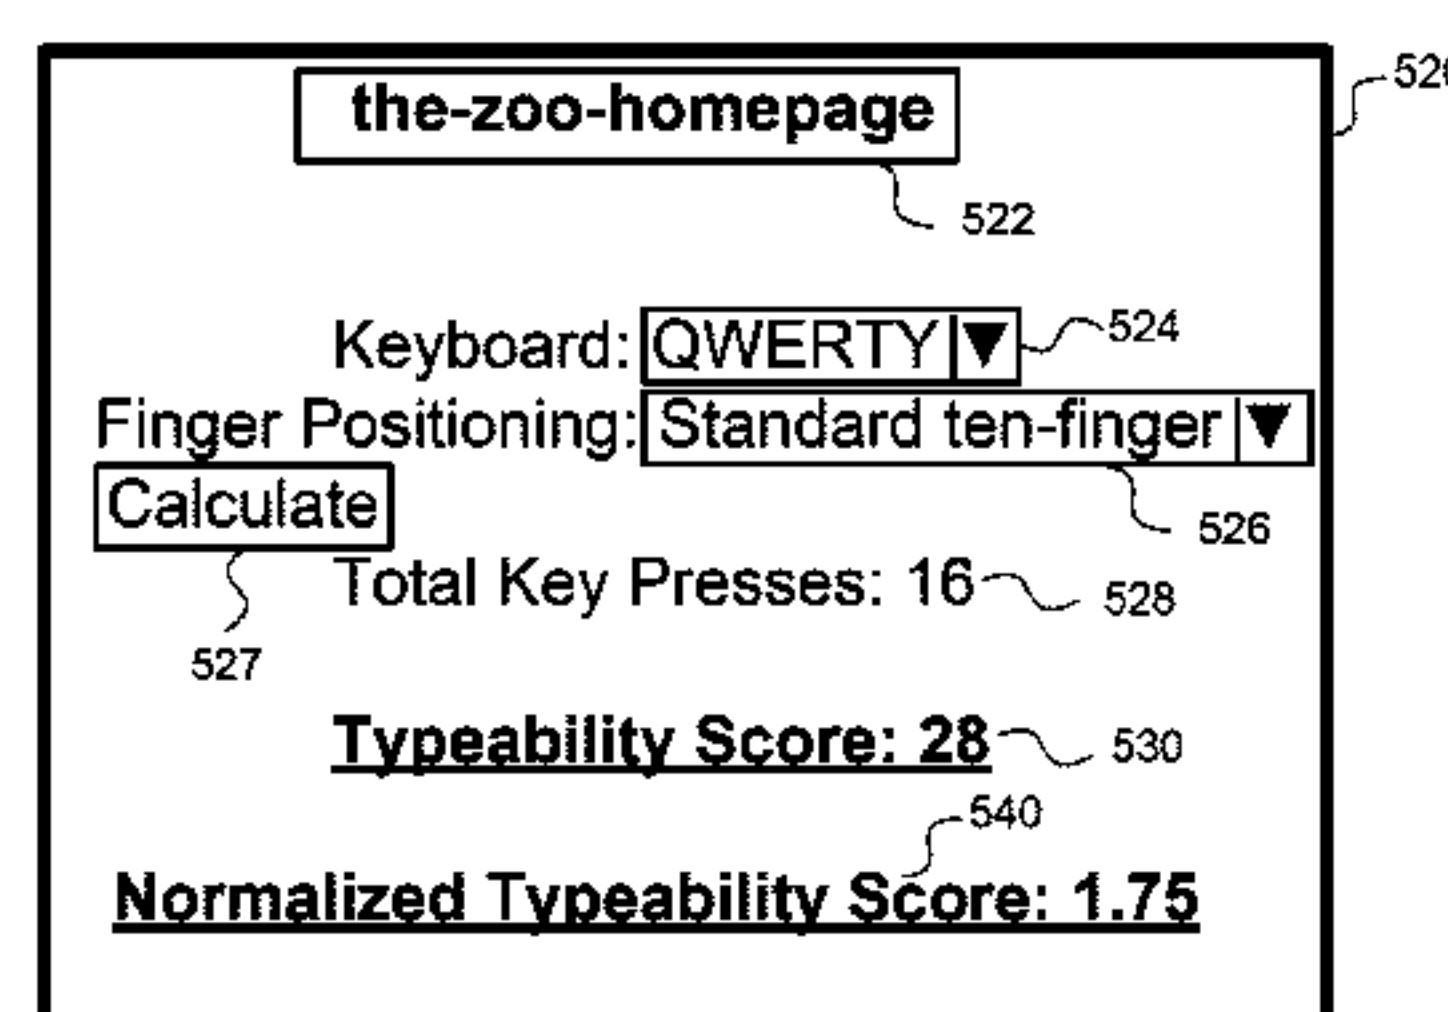 the-zoo-homepage
522
Keyboard: QWERTY 524
Finger Positioning: Standard ten-finger
Calculate
526
Total Key Presses: 16 528
527
Typeability Score: 28 530
540
Normalized Typeability Score: 1.75